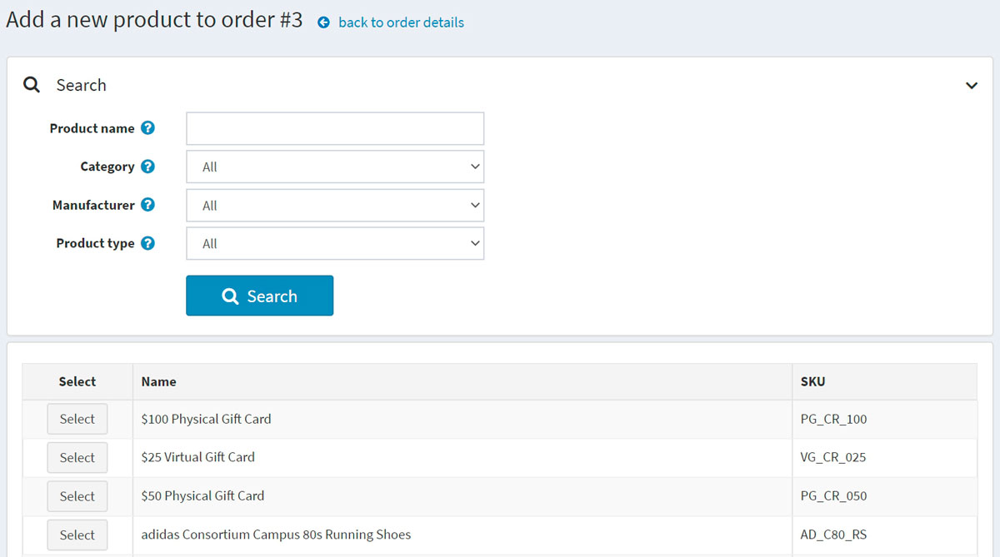 Add a new product to order #3 back to order details
Search
Product name ?
Category ? All
Manufacturer ? All
Product type ? All
Search
Select Name SKU
Select $100 Physical Gift Card PG_CR_100
Select $25 Virtual Gift Card VG_CR_025
Select $50 Physical Gift Card PG_CR_050
Select adidas Consortium Campus 80s Running Shoes AD_C80_RS